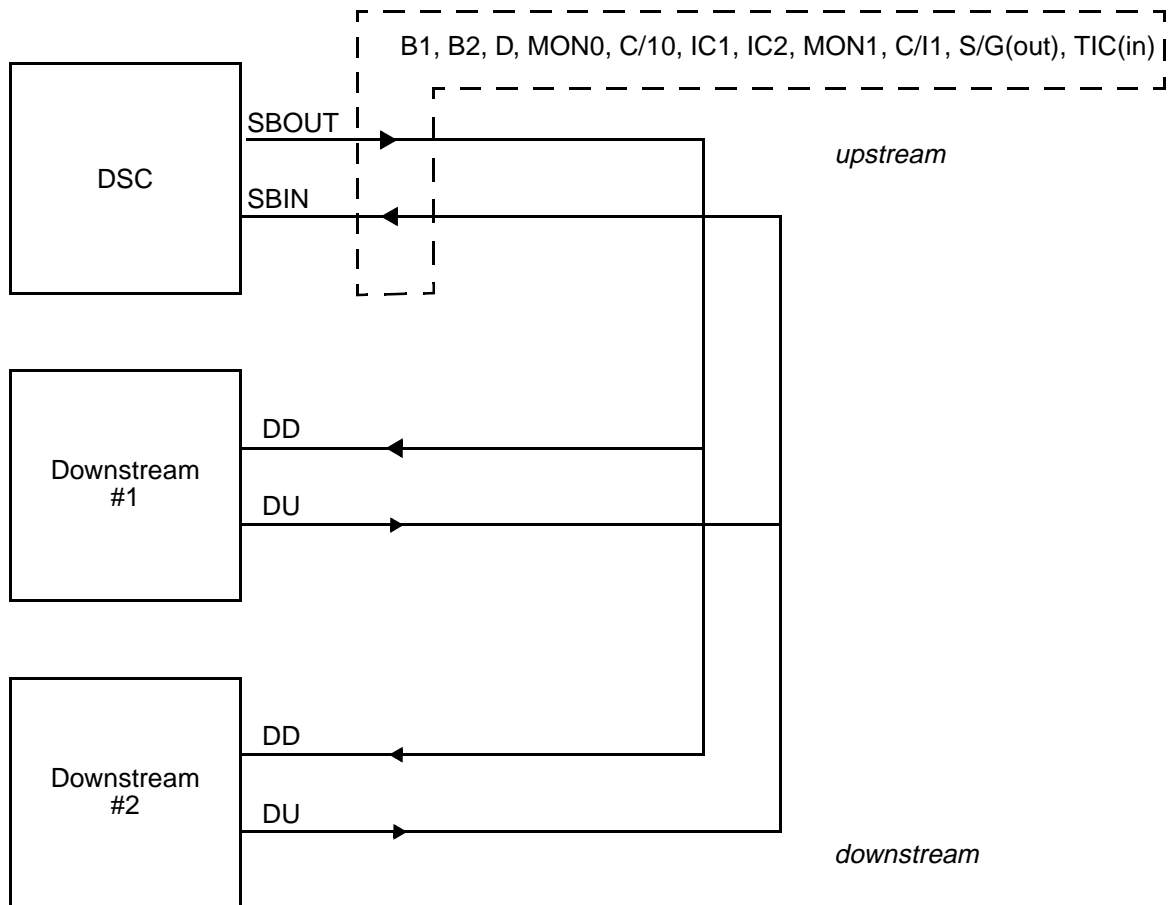 B1, B2, D, MON0, C/10, IC1, IC2, MON1, C/I1, S/G(out), TIC(in)
SBOUT
upstream
DSC
SBIN
DD
Downstream
#1
DU
DD
Downstream
#2
DU
downstream